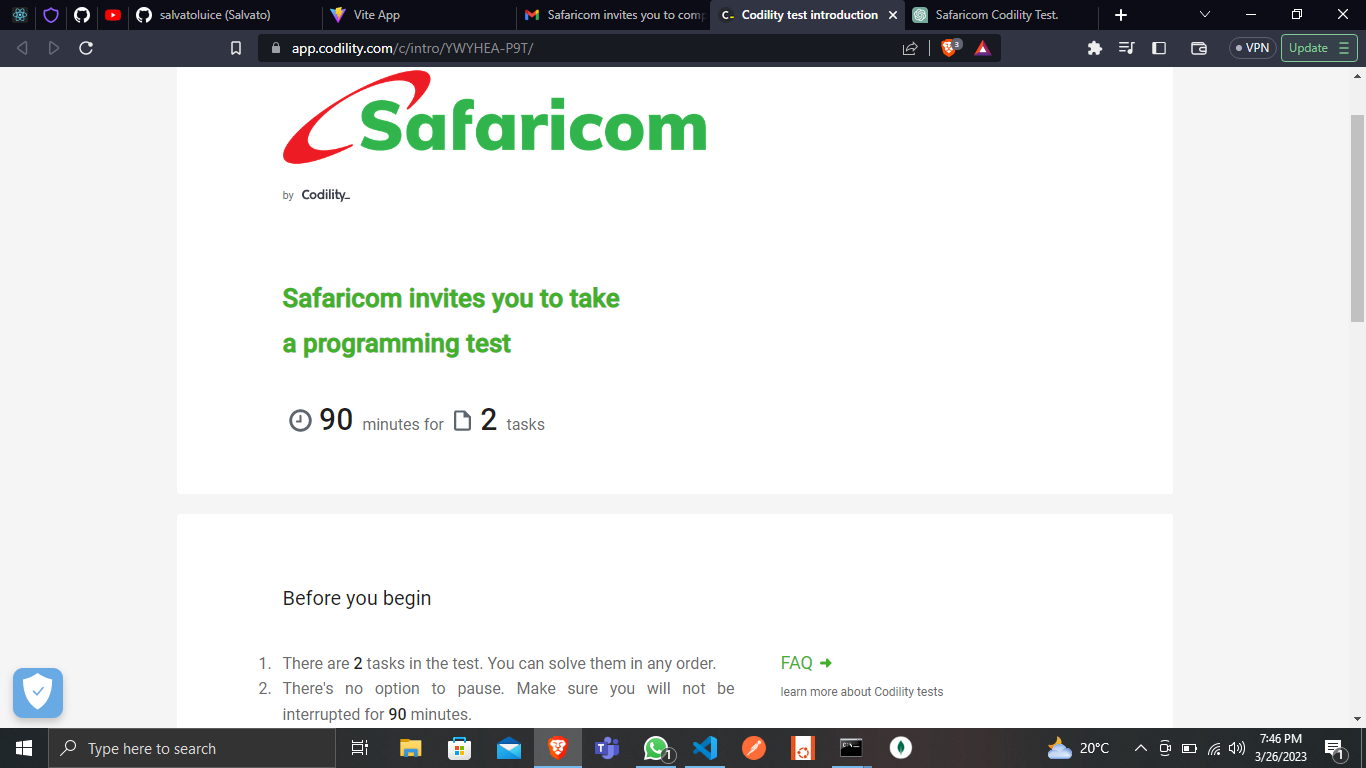 salvatoluice (Salvato)
Vite App
Safaricom invites you to comp
Codility test introduction
Safaricom Codility Test.
app.codility.com/c/intro/YWYHEA-P9T/
3
VPN
Update
Safaricom
by Codility_
Safaricom invites you to take
a programming test
90 minutes for 2 tasks
Before you begin
1. There are 2 tasks in the test. You can solve them in any order.
2. There's no option to pause. Make sure you will not be
interrupted for 90 minutes.
FAQ
learn more about Codility tests
Type here to search
1
20°C
7:46 PM
3/26/2023
1